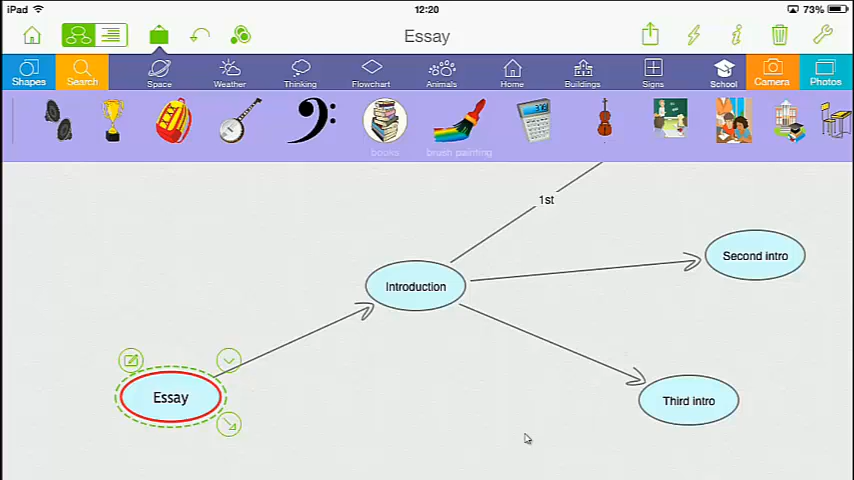 iPad 12:20 73%
Essay
Shapes Search Space Weather Thinking Flowchart Animals Home Buildings Signs School Camera Photos
books brush painting
1st
Second intro
Introduction
Essay
Third intro